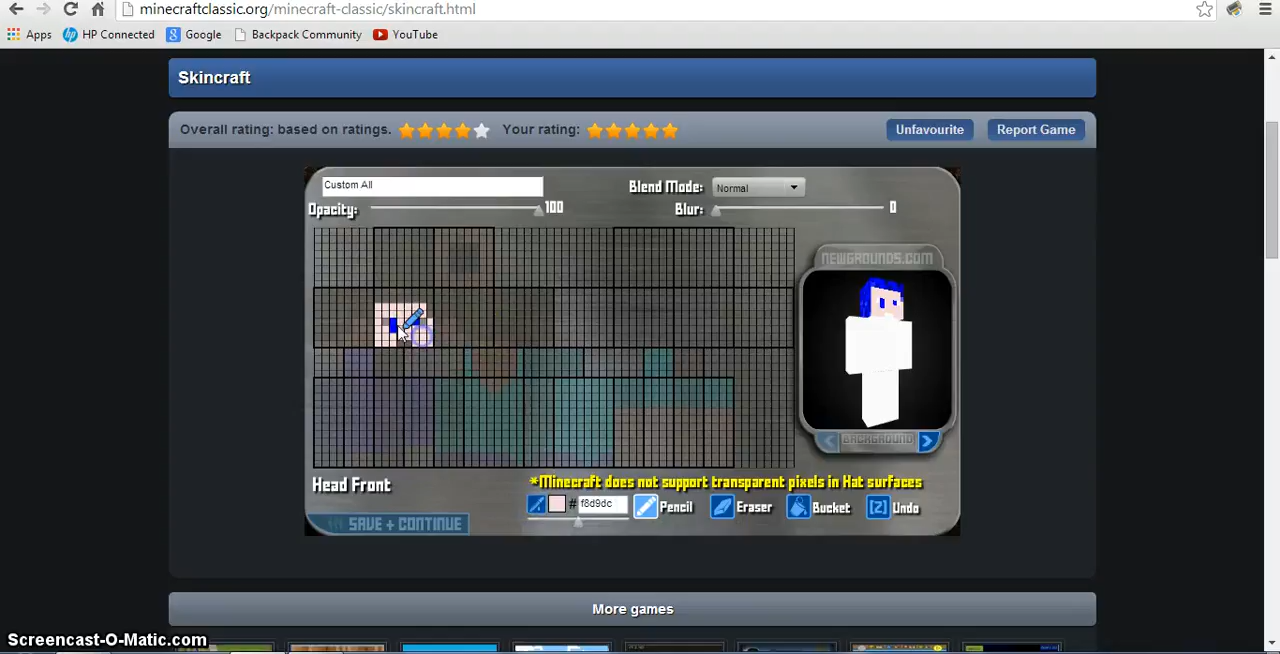 minecraftclassic.org/minecraft-classic/skincraft.html
Apps HP Connected Google Backpack Community YouTube
Skincraft
Overall rating: based on ratings. Your rating: Unfavourite Report Game
Custom All Blend Mode: Normal
Opacity: 100 Blur: 0
NEWGROUNDS.COM
BACKGROUND
Head Front *Minecraft does not support transparent pixels in Hat surfaces
# f8d9dc Pencil Eraser Bucket [2] Undo
SAVE + CONTINUE
More games
Screencast-O-Matic.com